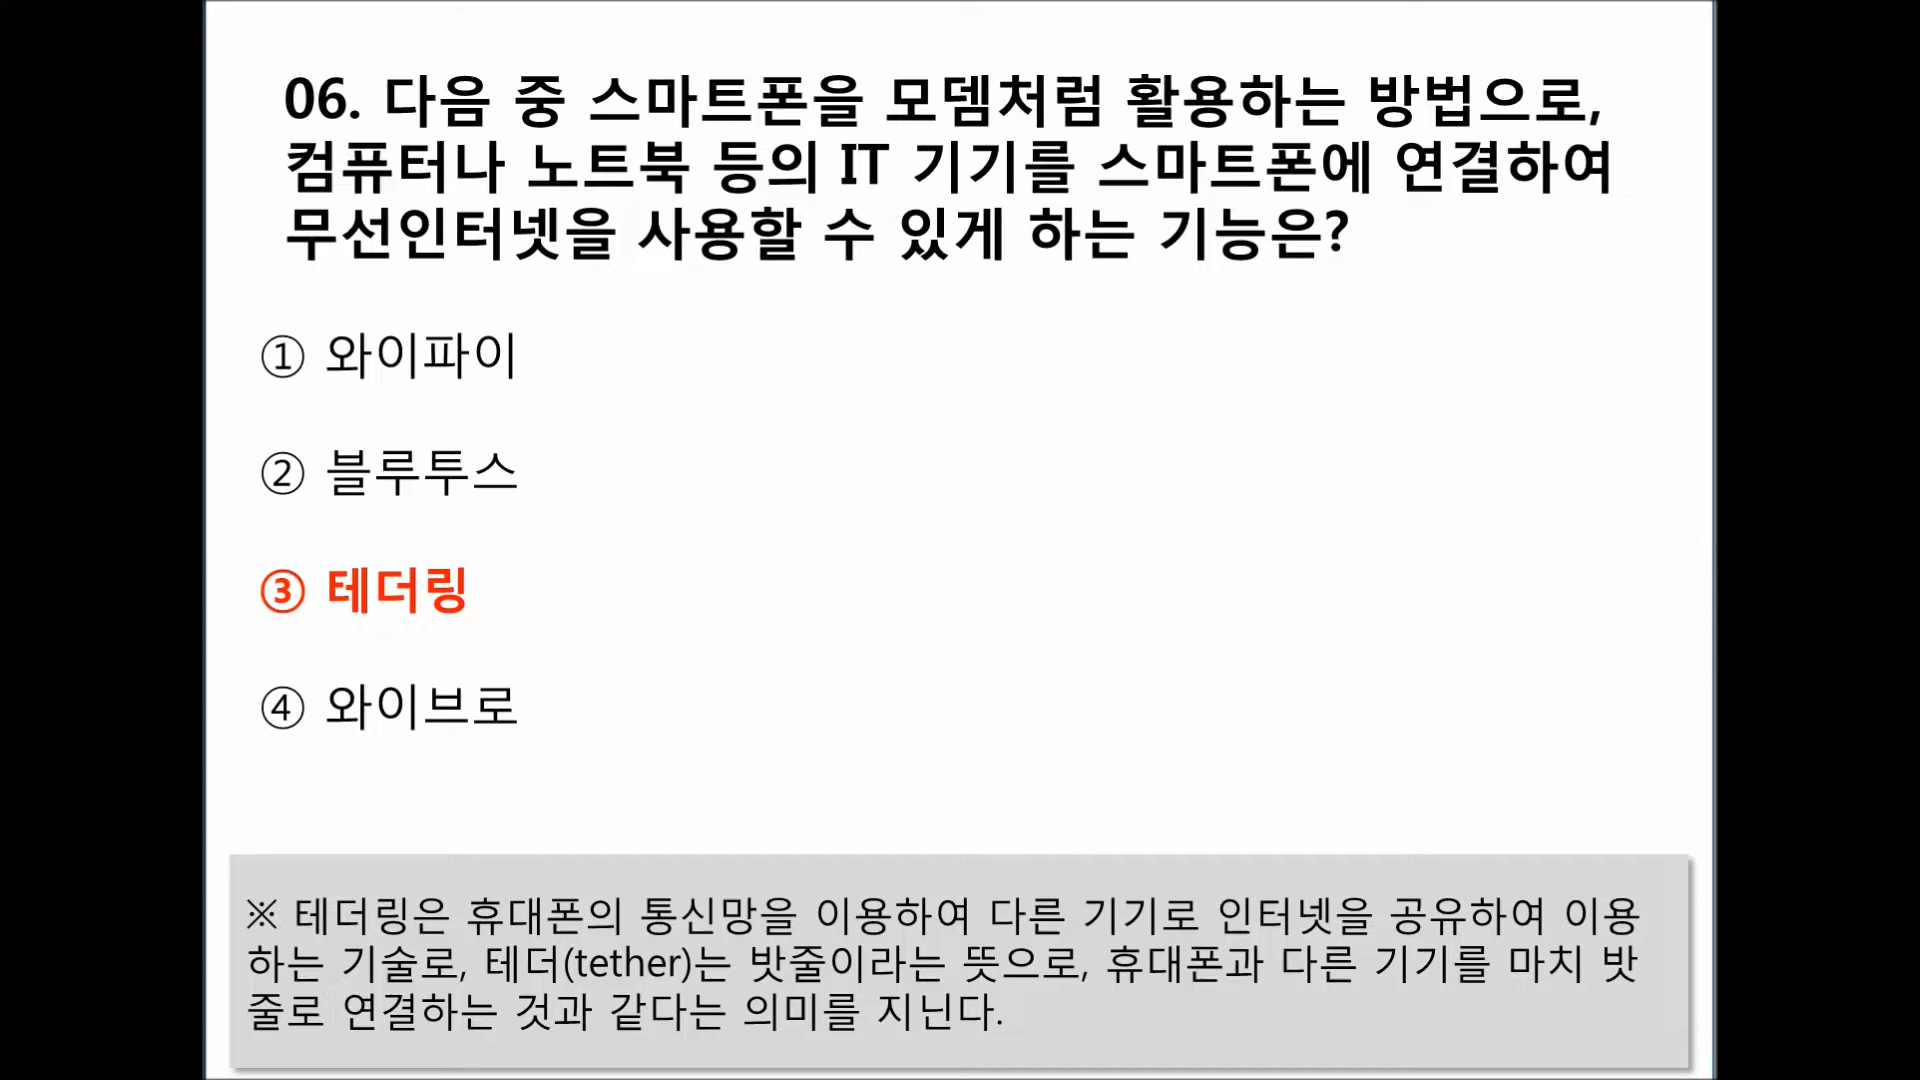 06. 다음 중 스마트폰을 모뎀처럼 활용하는 방법으로,
컴퓨터나 노트북 등의 IT 기기를 스마트폰에 연결하여
무선인터넷을 사용할 수 있게 하는 기능은?
① 와이파이
② 블루투스
③ 테더링
④ 와이브로
※ 테더링은 휴대폰의 통신망을 이용하여 다른 기기로 인터넷을 공유하여 이용
하는 기술로, 테더(tether)는 밧줄이라는 뜻으로, 휴대폰과 다른 기기를 마치 밧
줄로 연결하는 것과 같다는 의미를 지닌다.